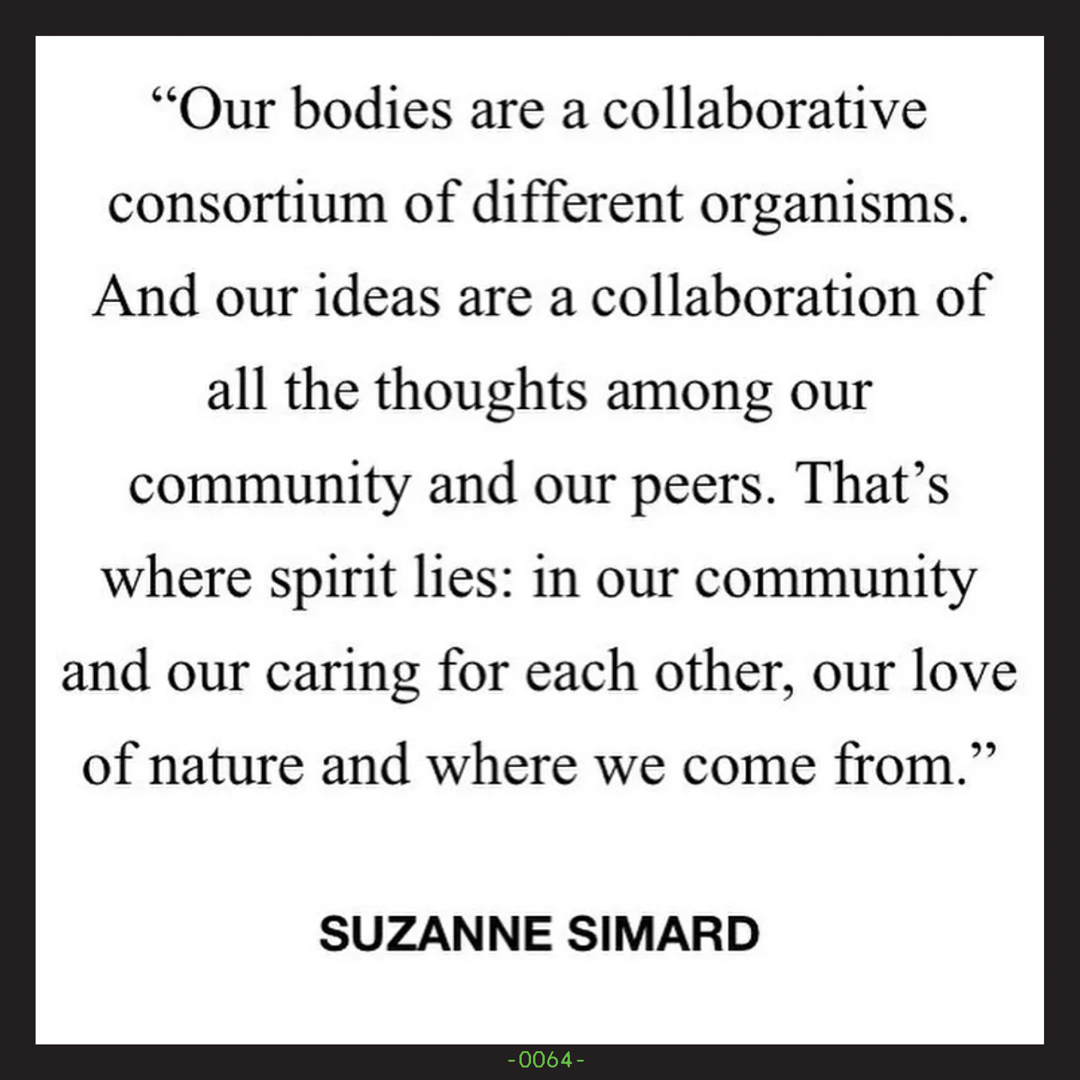 “Our bodies are a collaborative
consortium of different organisms.
And our ideas are a collaboration of
all the thoughts among our
community and our peers. That’s
where spirit lies: in our community
and our caring for each other, our love
of nature and where we come from.”
SUZANNE SIMARD
-0064-